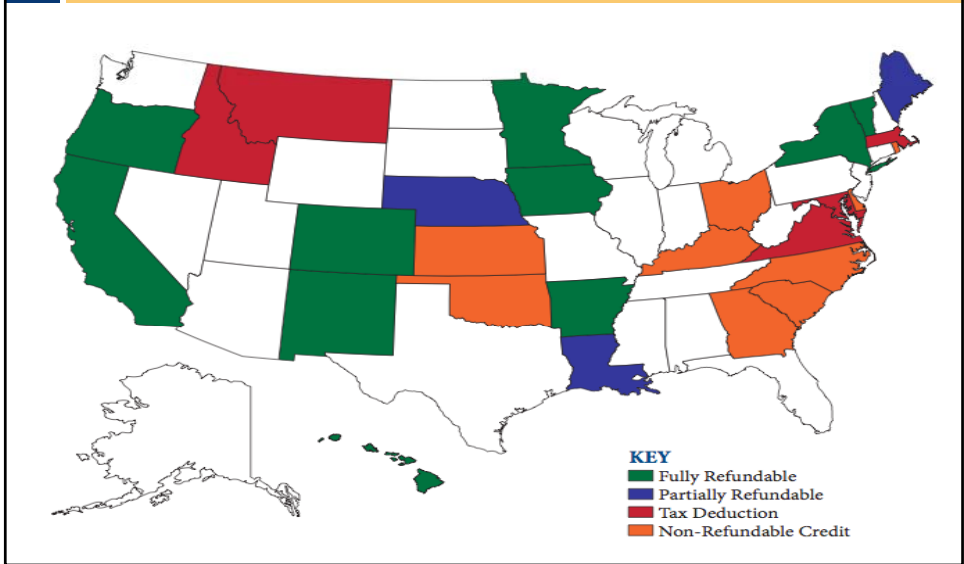 KEY
Fully Refundable
Partially Refundable
Tax Deduction
Non-Refundable Credit